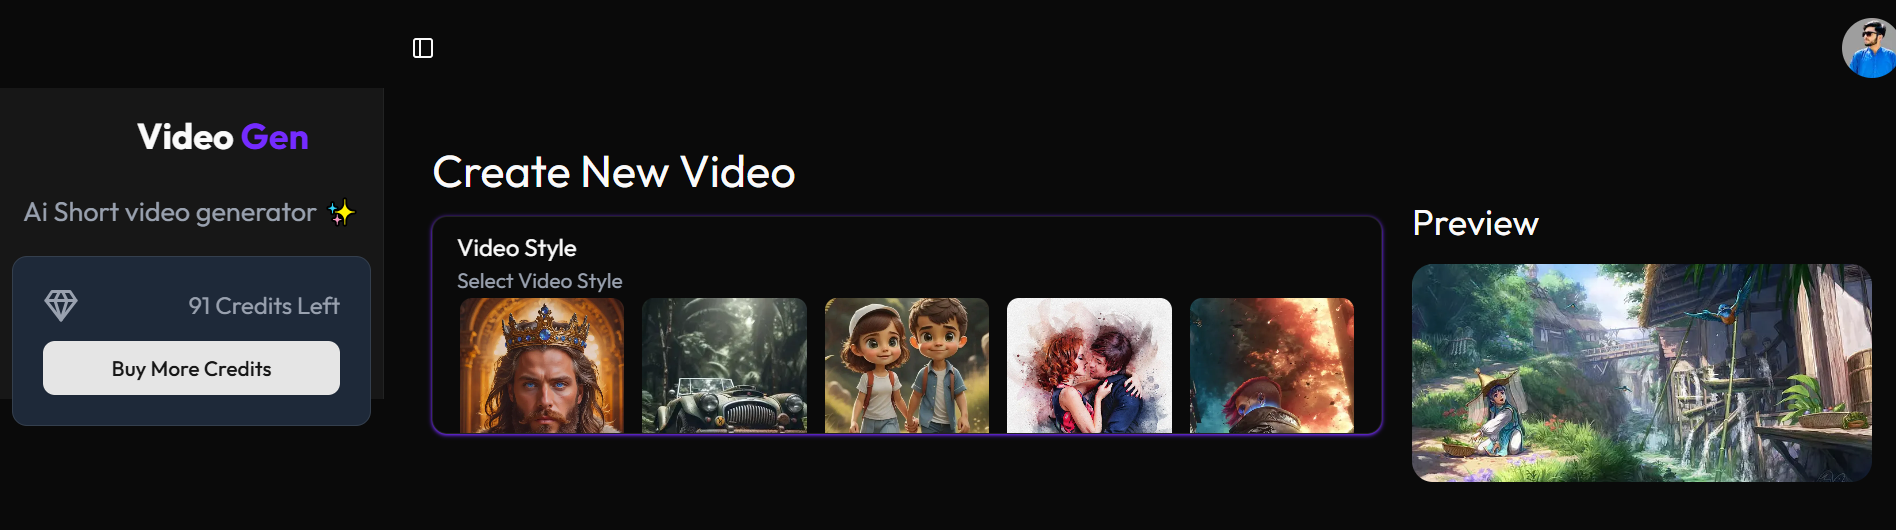 Video Gen
Ai Short video generator ✨
91 Credits Left
Buy More Credits
Create New Video
Video Style
Select Video Style
Preview